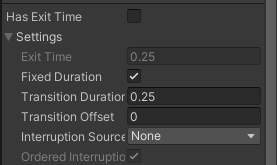 Has Exit Time
Settings
Exit Time 0.25
Fixed Duration
Transition Duration 0.25
Transition Offset 0
Interruption Source None
Ordered Interruptio